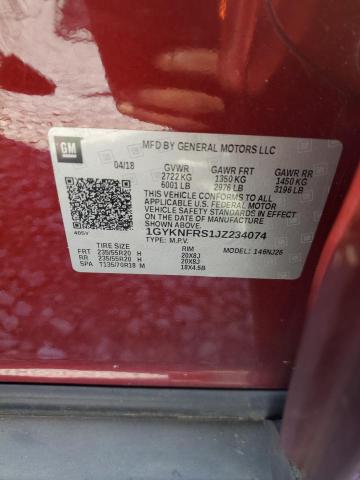 GM
MFD BY GENERAL MOTORS LLC
04/18 GVWR GAWR FRT GAWR RR
2722 KG 1350 KG 1450 KG
6001 LB 2976 LB 3196 LB
THIS VEHICLE CONFORMS TO ALL
APPLICABLE U.S. FEDERAL MOTOR
VEHICLE SAFETY STANDARDS IN EFFECT ON
THE DATE OF MANUFACTURE SHOWN ABOVE.
1GYKNFRS1JZ234074
40SV TYPE: M.P.V. MODEL: 146NJ26
TIRE SIZE RIM
FRT 235/55R20 H 20X8J
RR 235/55R20 H 20X8J
SPA T135/70R18 M 18X4.5B